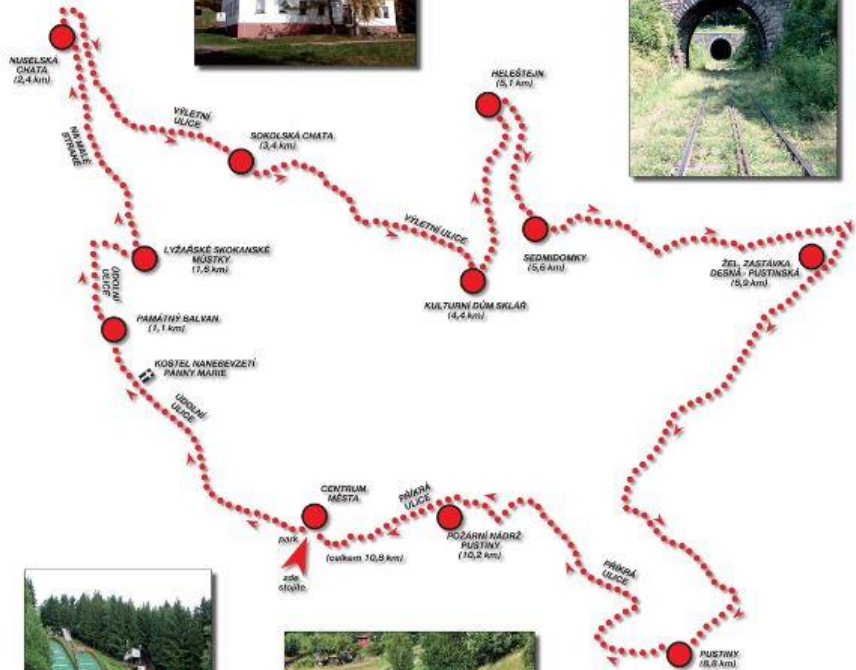 NUSELSKÁ
CHATA
(2,4 km)
VÝLETNÍ
ULICE
NA MALÉ
STRANĚ
SOKOLSKÁ CHATA
(3,4 km)
HELEŠTEJN
(5,1 km)
VÝLETNÍ ULICE
SEDMIDOMKY
(5,6 km)
LYŽAŘSKÉ SKOKANSKÉ
MŮSTKY
(1,6 km)
ÚDOLNÍ
ULICE
KULTURNÍ DŮM SKLÁŘ
(4,4 km)
ŽEL. ZASTÁVKA
DESNÁ - PUSTINSKÁ
(6,9 km)
PAMÁTNÝ BALVAN
(1,1 km)
KOSTEL NANEBEVZETÍ
PANNY MARIE
ÚDOLNÍ
ULICE
CENTRUM
MĚSTA
park
zde
stojíte
(celkem 10,8 km)
PŘÍKRÁ
ULICE
POŽÁRNÍ NÁDRŽ
PUSTINY
(10,2 km)
PŘÍKRÁ
ULICE
PUSTINY
(8,8 km)